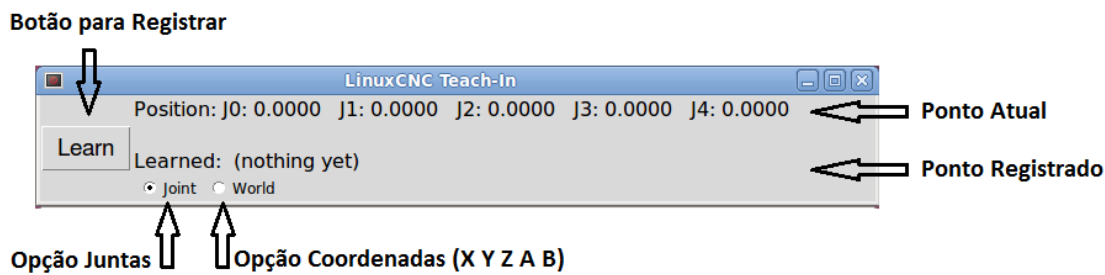 Botão para Registrar
LinuxCNC Teach-In
Position: J0: 0.0000 J1: 0.0000 J2: 0.0000 J3: 0.0000 J4: 0.0000
Ponto Atual
Learn
Learned: (nothing yet)
Ponto Registrado
Joint World
Opção Juntas
Opção Coordenadas (X Y Z A B)